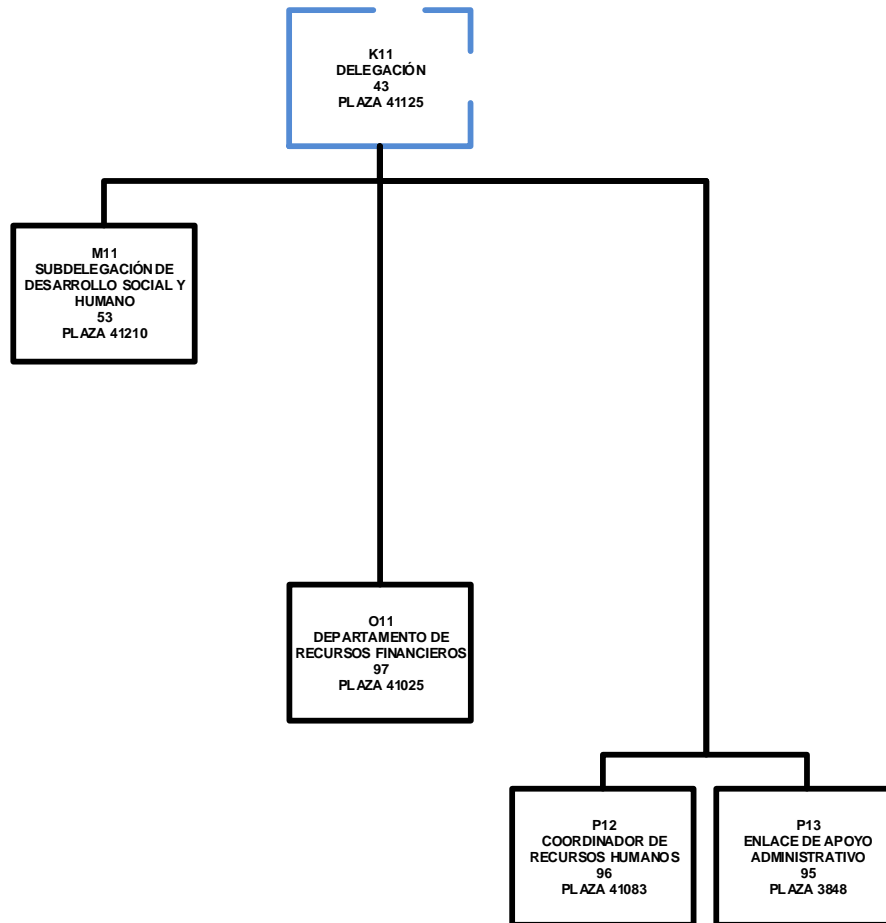 K11
DELEGACIÓN
43
PLAZA 41125
M11
SUBDELEGACIÓN DE
DESARROLLO SOCIAL Y
HUMANO
53
PLAZA 41210
O11
DEPARTAMENTO DE
RECURSOS FINANCIEROS
97
PLAZA 41025
P12
COORDINADOR DE
RECURSOS HUMANOS
96
PLAZA 41083
P13
ENLACE DE APOYO
ADMINISTRATIVO
95
PLAZA 3848